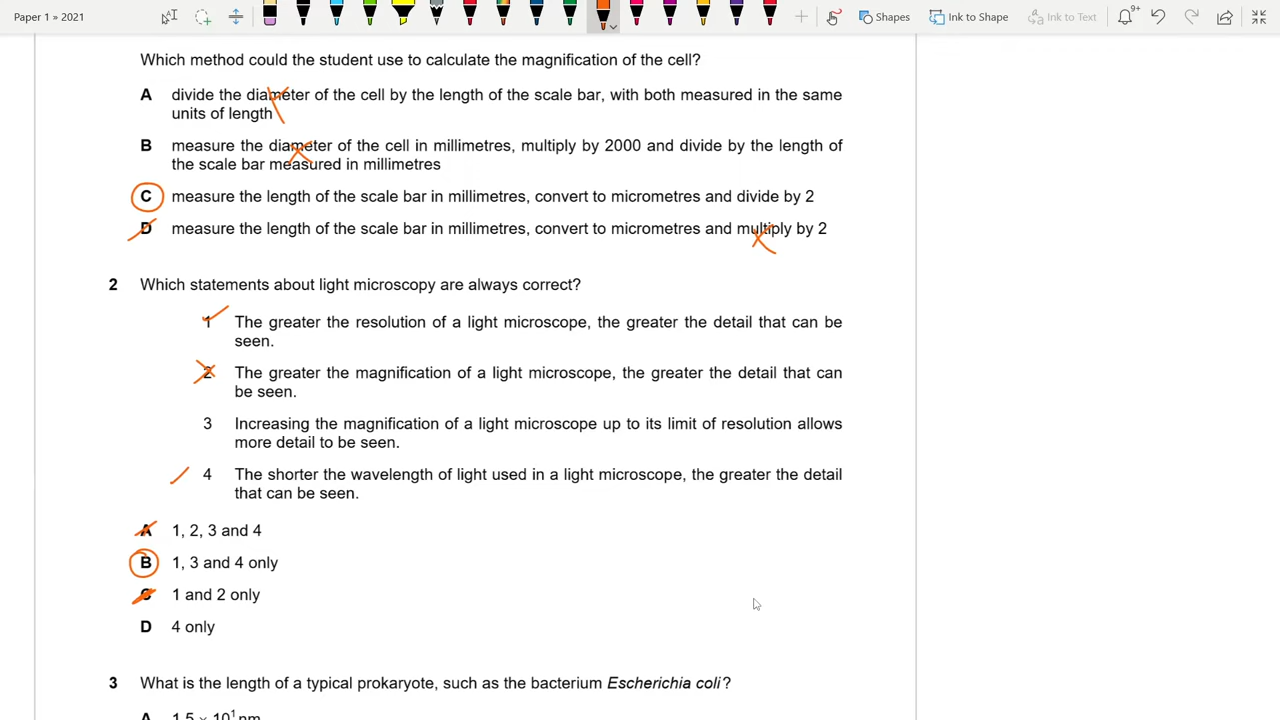 Paper 1 » 2021
Shapes
Ink to Shape
Ink to Text
9+
Which method could the student use to calculate the magnification of the cell?
A divide the diameter of the cell by the length of the scale bar, with both measured in the same
units of length
B measure the diameter of the cell in millimetres, multiply by 2000 and divide by the length of
the scale bar measured in millimetres
C measure the length of the scale bar in millimetres, convert to micrometres and divide by 2
D measure the length of the scale bar in millimetres, convert to micrometres and multiply by 2
2 Which statements about light microscopy are always correct?
1 The greater the resolution of a light microscope, the greater the detail that can be
seen.
2 The greater the magnification of a light microscope, the greater the detail that can
be seen.
3 Increasing the magnification of a light microscope up to its limit of resolution allows
more detail to be seen.
4 The shorter the wavelength of light used in a light microscope, the greater the detail
that can be seen.
A 1, 2, 3 and 4
B 1, 3 and 4 only
C 1 and 2 only
D 4 only
3 What is the length of a typical prokaryote, such as the bacterium Escherichia coli?
A 1.5 × 10¹ nm